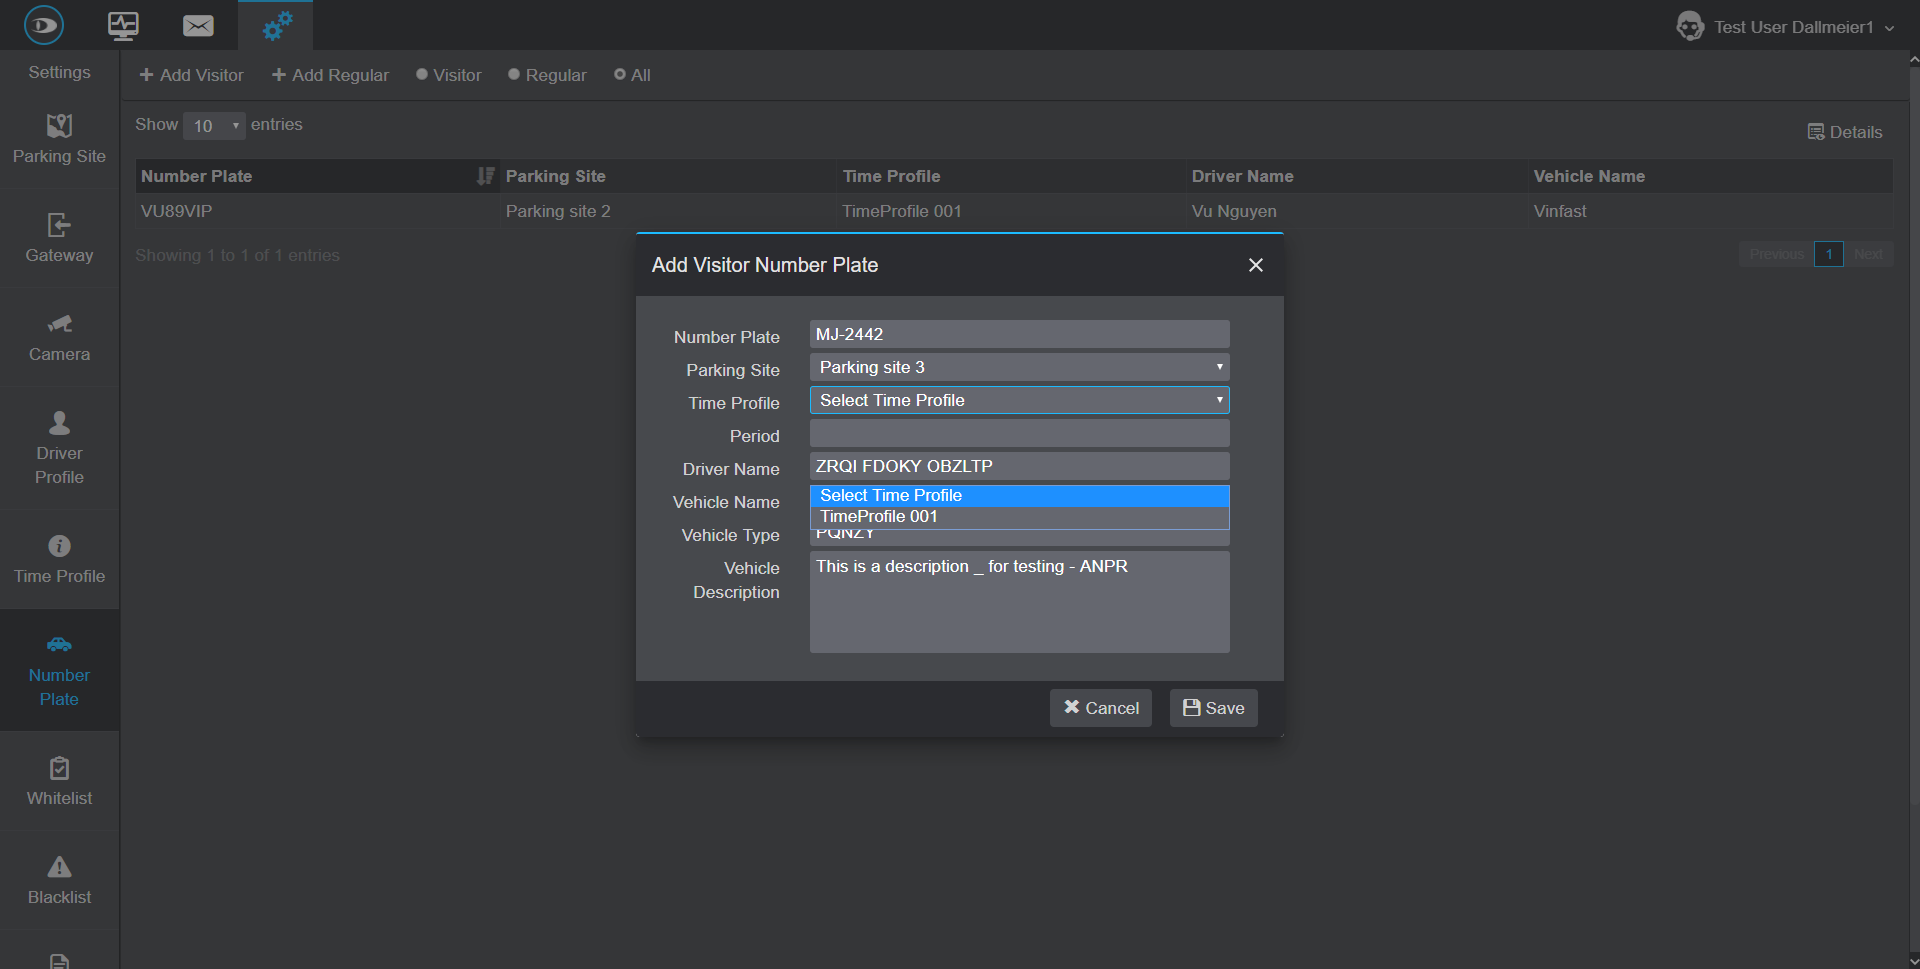 Test User Dallmeier1
Settings
Add Visitor Add Regular Visitor Regular All
Show 10 entries
Details
Parking Site
Number Plate Parking Site Time Profile Driver Name Vehicle Name
VU89VIP Parking site 2 TimeProfile 001 Vu Nguyen Vinfast
Showing 1 to 1 of 1 entries
Previous 1 Next
Gateway
Camera
Driver
Profile
Time Profile
Number
Plate
Whitelist
Blacklist
Add Visitor Number Plate
Number Plate MJ-2442
Parking Site Parking site 3
Time Profile Select Time Profile
Period
Driver Name ZRQI FDOKY OBZLTP
Vehicle Name Select Time Profile
TimeProfile 001
Vehicle Type PQNZY
Vehicle
Description
This is a description _ for testing - ANPR
Cancel Save